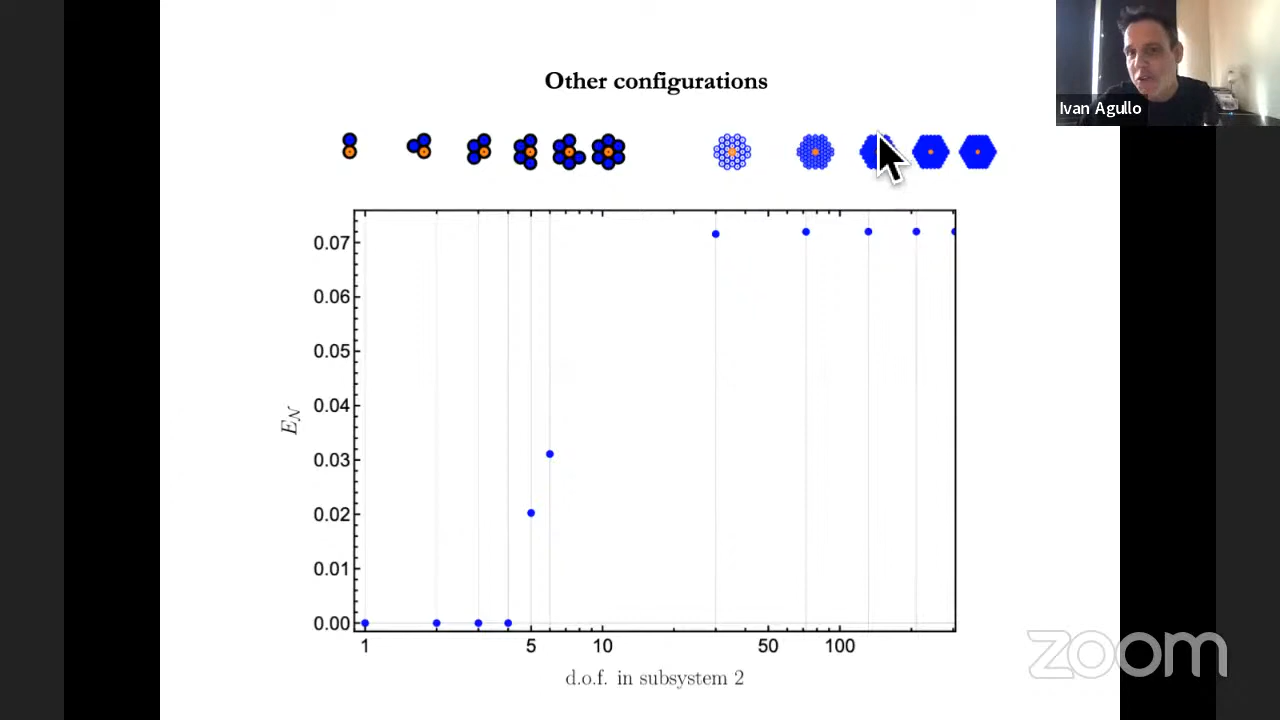 Other configurations
Ivan Agullo
0.07
0.06
0.05
0.04
0.03
0.02
0.01
0.00
E𝒩
1
5
10
50
100
d.o.f. in subsystem 2
zoom